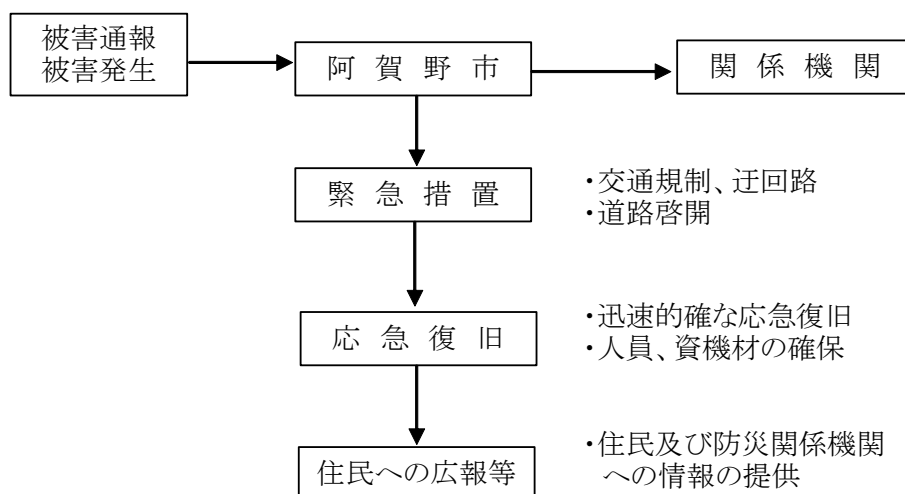 被害通報
被害発生
阿賀野市
関係機関
緊急措置
・交通規制、迂回路
・道路啓開
応急復旧
・迅速的確な応急復旧
・人員、資機材の確保
住民への広報等
・住民及び防災関係機関
への情報の提供